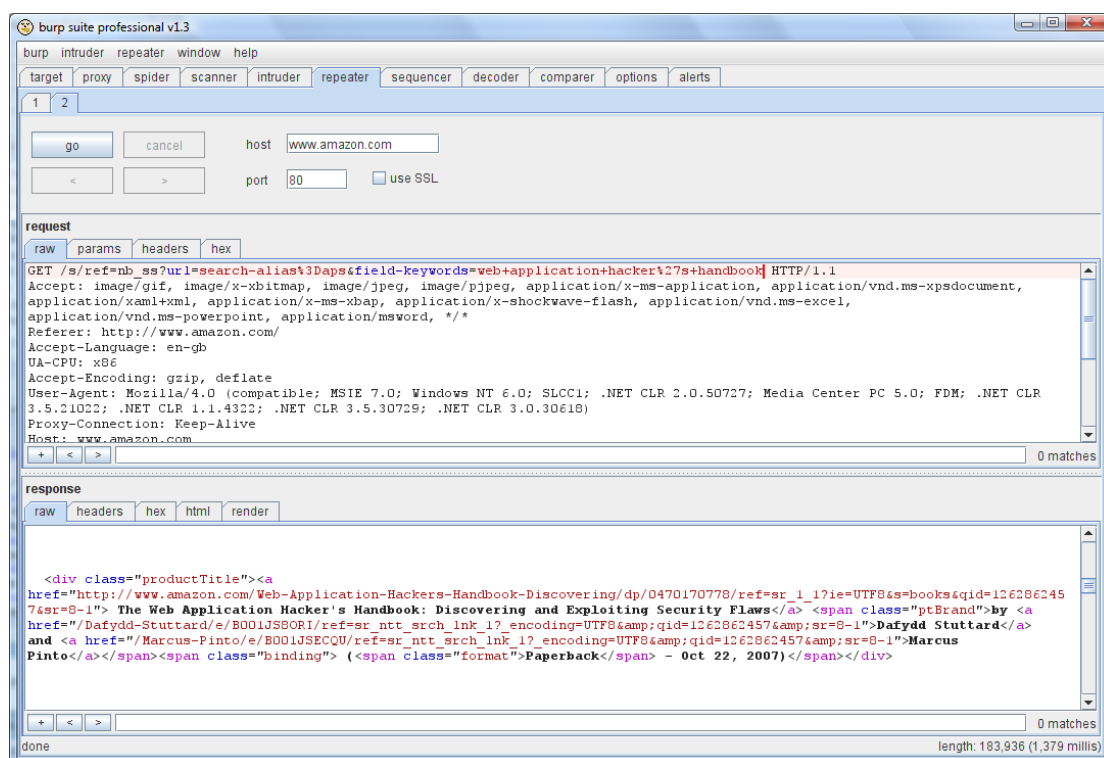 burp suite professional v1.3
burp intruder repeater window help
target proxy spider scanner intruder repeater sequencer decoder comparer options alerts
1 2
go cancel host www.amazon.com
< > port 80 use SSL
request
raw params headers hex
GET /s/ref=nb_ss?url=search-alias%3Daps&field-keywords=web+application+hacker%27s+handbook HTTP/1.1
Accept: image/gif, image/x-xbitmap, image/jpeg, image/pjpeg, application/x-ms-application, application/vnd.ms-xpsdocument,
application/xaml+xml, application/x-ms-xbap, application/x-shockwave-flash, application/vnd.ms-excel,
application/vnd.ms-powerpoint, application/msword, */*
Referer: http://www.amazon.com/
Accept-Language: en-gb
UA-CPU: x86
Accept-Encoding: gzip, deflate
User-Agent: Mozilla/4.0 (compatible; MSIE 7.0; Windows NT 6.0; SLCC1; .NET CLR 2.0.50727; Media Center PC 5.0; FDM; .NET CLR
3.5.21022; .NET CLR 1.1.4322; .NET CLR 3.5.30729; .NET CLR 3.0.30618)
Proxy-Connection: Keep-Alive
Host: www.amazon.com
+ < > 0 matches
response
raw headers hex html render
<div class="productTitle"><a
href="http://www.amazon.com/Web-Application-Hackers-Handbook-Discovering/dp/0470170778/ref=sr_1_1?ie=UTF8&s=books&qid=126286245
7&sr=8-1"> The Web Application Hacker's Handbook: Discovering and Exploiting Security Flaws</a> <span class="ptBrand">by <a
href="/Dafydd-Stuttard/e/B001JS8ORI/ref=sr_ntt_srch_lnk_1?_encoding=UTF8&amp;qid=1262862457&amp;sr=8-1">Dafydd Stuttard</a>
and <a href="/Marcus-Pinto/e/B001JSECQU/ref=sr_ntt_srch_lnk_1?_encoding=UTF8&amp;qid=1262862457&amp;sr=8-1">Marcus
Pinto</a></span><span class="binding"> (<span class="format">Paperback</span> - Oct 22, 2007)</span></div>
+ < > 0 matches
done length: 183,936 (1,379 millis)